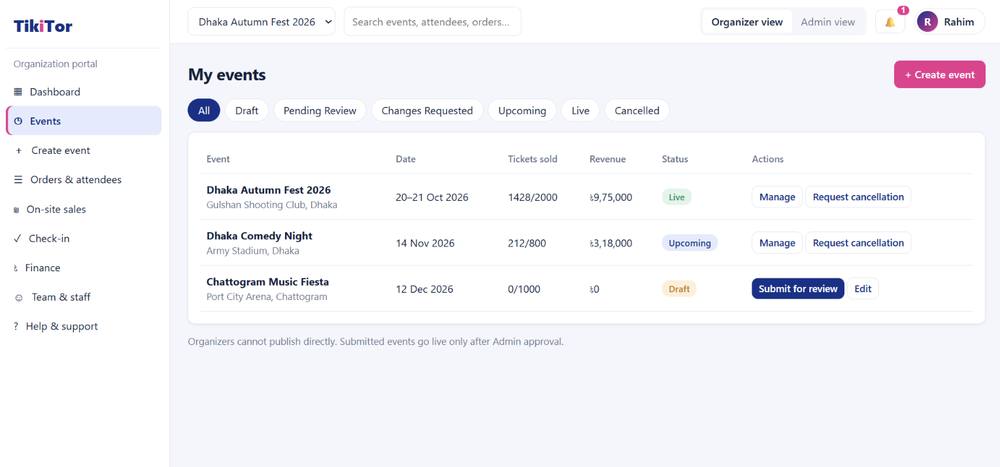 TikiTor
Organization portal
Dashboard
Events
+ Create event
Orders & attendees
On-site sales
✓ Check-in
৳ Finance
Team & staff
? Help & support
Dhaka Autumn Fest 2026
Search events, attendees, orders...
Organizer view
Admin view
1
R
Rahim
My events
+ Create event
All
Draft
Pending Review
Changes Requested
Upcoming
Live
Cancelled
Event Date Tickets sold Revenue Status Actions
Dhaka Autumn Fest 2026 20–21 Oct 2026 1428/2000 ৳9,75,000 Live Manage Request cancellation
Gulshan Shooting Club, Dhaka
Dhaka Comedy Night 14 Nov 2026 212/800 ৳3,18,000 Upcoming Manage Request cancellation
Army Stadium, Dhaka
Chattogram Music Fiesta 12 Dec 2026 0/1000 ৳0 Draft Submit for review Edit
Port City Arena, Chattogram
Organizers cannot publish directly. Submitted events go live only after Admin approval.